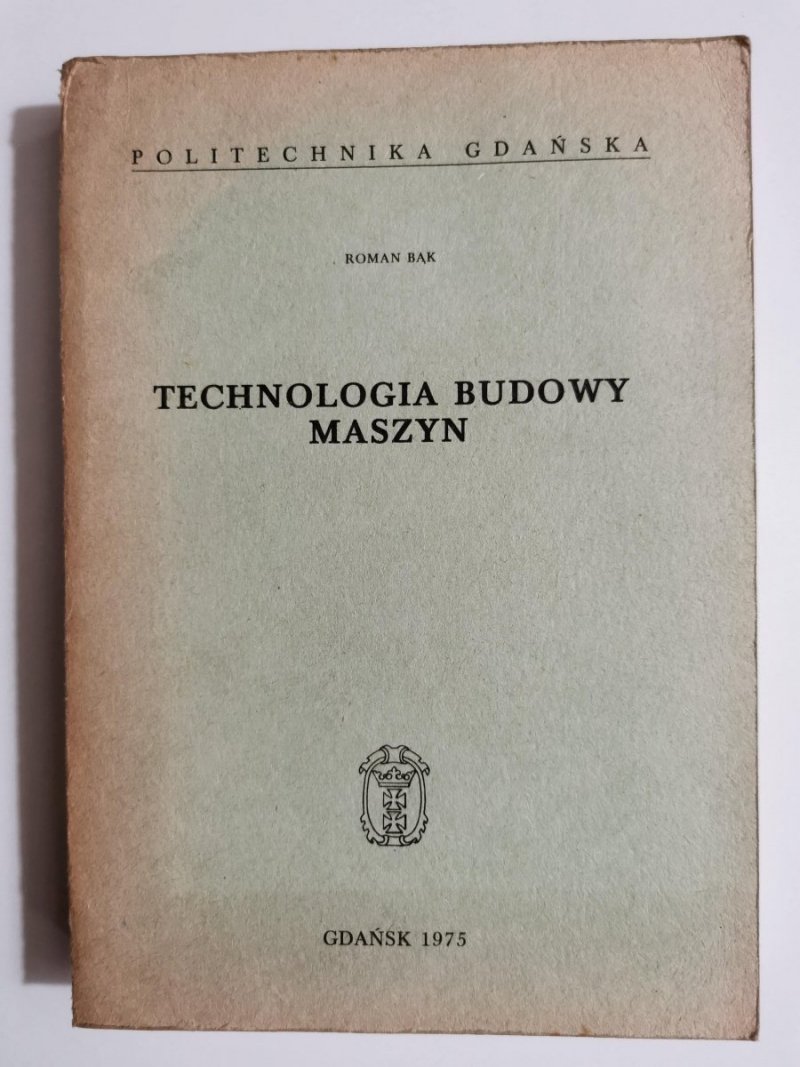 POLITECHNIKA GDAŃSKA
ROMAN BĄK
TECHNOLOGIA BUDOWY
MASZYN
GDAŃSK 1975